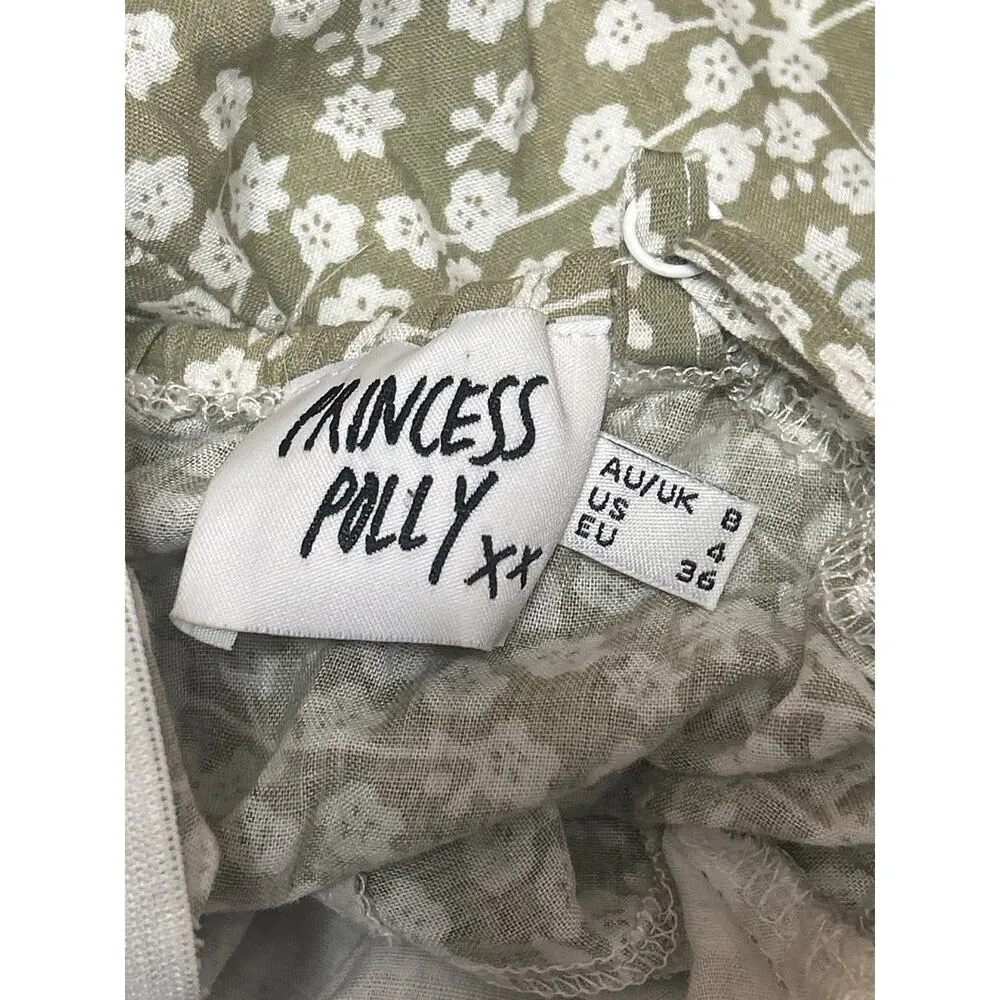 PRINCESS
POLLY xx
AU/UK 8
US 4
EU 36